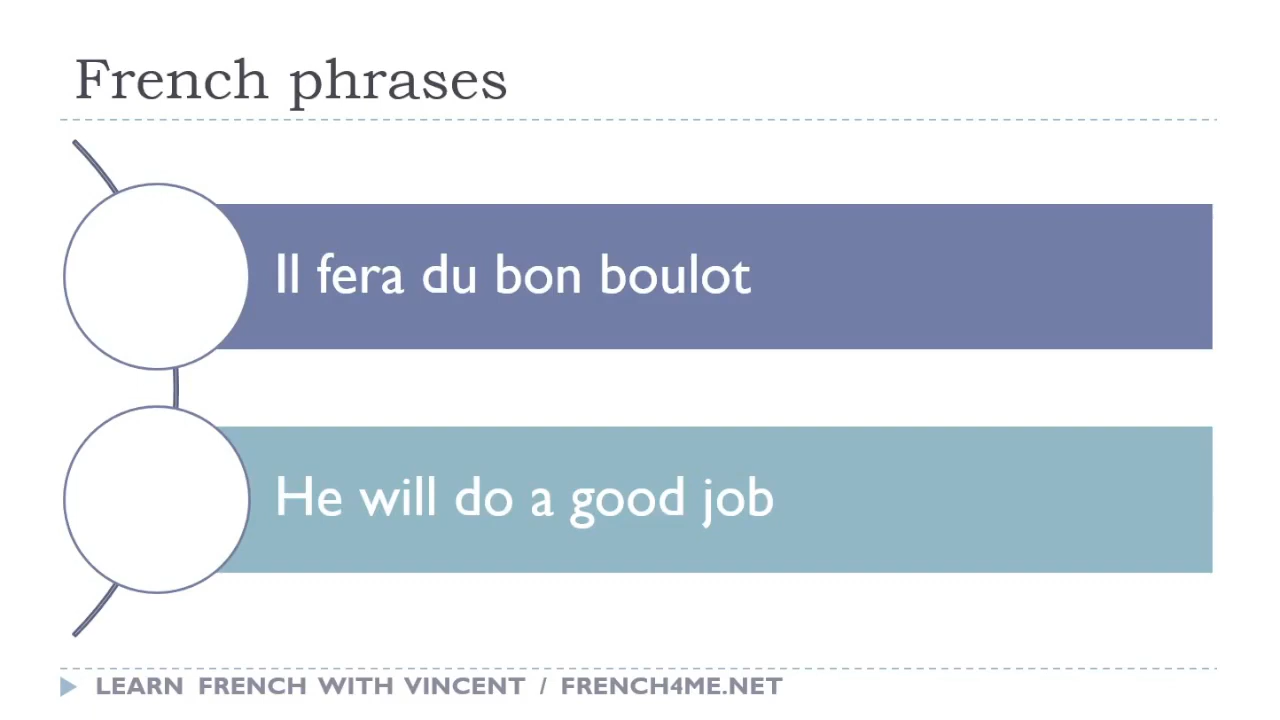 French phrases
Il fera du bon boulot
He will do a good job
LEARN FRENCH WITH VINCENT / FRENCH4ME.NET